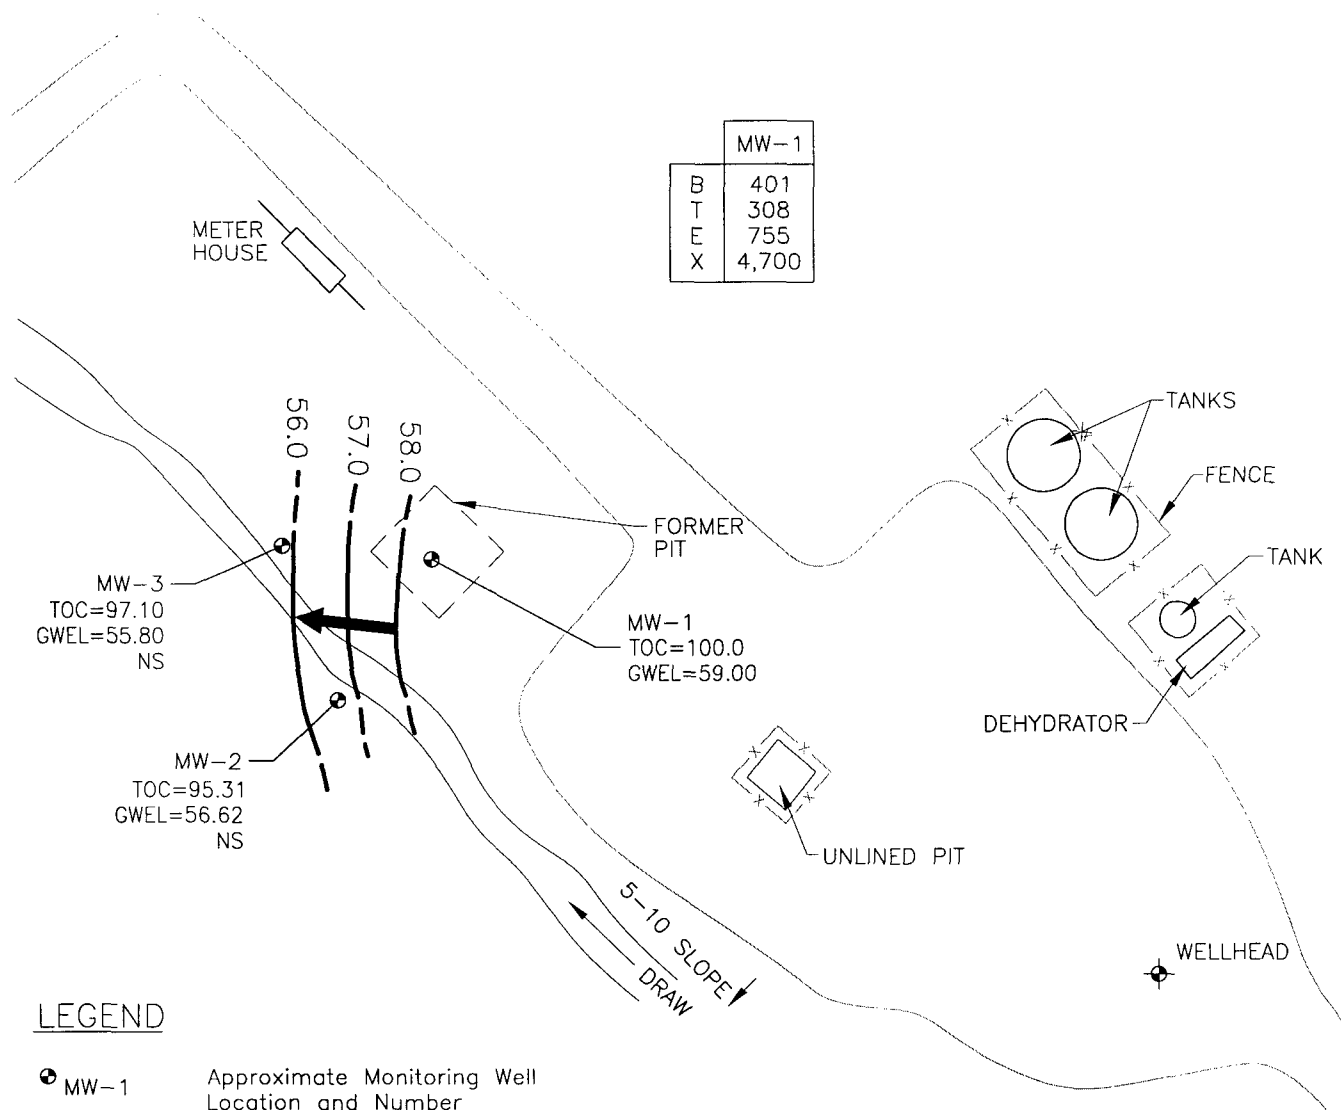 MW-1
B 401
T 308
E 755
X 4,700
METER
HOUSE
56.0
57.0
58.0
TANKS
FENCE
FORMER
PIT
TANK
MW-3
TOC=97.10
GWEL=55.80
NS
MW-1
TOC=100.0
GWEL=59.00
DEHYDRATOR
MW-2
TOC=95.31
GWEL=56.62
NS
UNLINED PIT
5-10 SLOPE
DRAW
WELLHEAD
LEGEND
MW-1 Approximate Monitoring Well
Location and Number